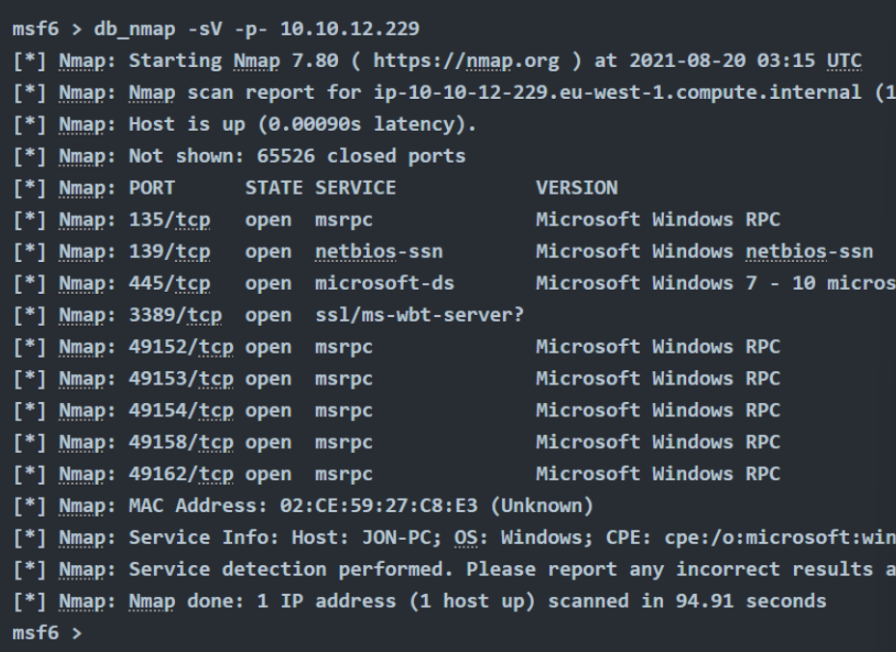 msf6 > db_nmap -sV -p- 10.10.12.229
[*] Nmap: Starting Nmap 7.80 ( https://nmap.org ) at 2021-08-20 03:15 UTC
[*] Nmap: Nmap scan report for ip-10-10-12-229.eu-west-1.compute.internal (1
[*] Nmap: Host is up (0.00090s latency).
[*] Nmap: Not shown: 65526 closed ports
[*] Nmap: PORT      STATE SERVICE            VERSION
[*] Nmap: 135/tcp   open  msrpc              Microsoft Windows RPC
[*] Nmap: 139/tcp   open  netbios-ssn        Microsoft Windows netbios-ssn
[*] Nmap: 445/tcp   open  microsoft-ds       Microsoft Windows 7 - 10 micros
[*] Nmap: 3389/tcp  open  ssl/ms-wbt-server?
[*] Nmap: 49152/tcp open  msrpc              Microsoft Windows RPC
[*] Nmap: 49153/tcp open  msrpc              Microsoft Windows RPC
[*] Nmap: 49154/tcp open  msrpc              Microsoft Windows RPC
[*] Nmap: 49158/tcp open  msrpc              Microsoft Windows RPC
[*] Nmap: 49162/tcp open  msrpc              Microsoft Windows RPC
[*] Nmap: MAC Address: 02:CE:59:27:C8:E3 (Unknown)
[*] Nmap: Service Info: Host: JON-PC; OS: Windows; CPE: cpe:/o:microsoft:win
[*] Nmap: Service detection performed. Please report any incorrect results a
[*] Nmap: Nmap done: 1 IP address (1 host up) scanned in 94.91 seconds
msf6 >